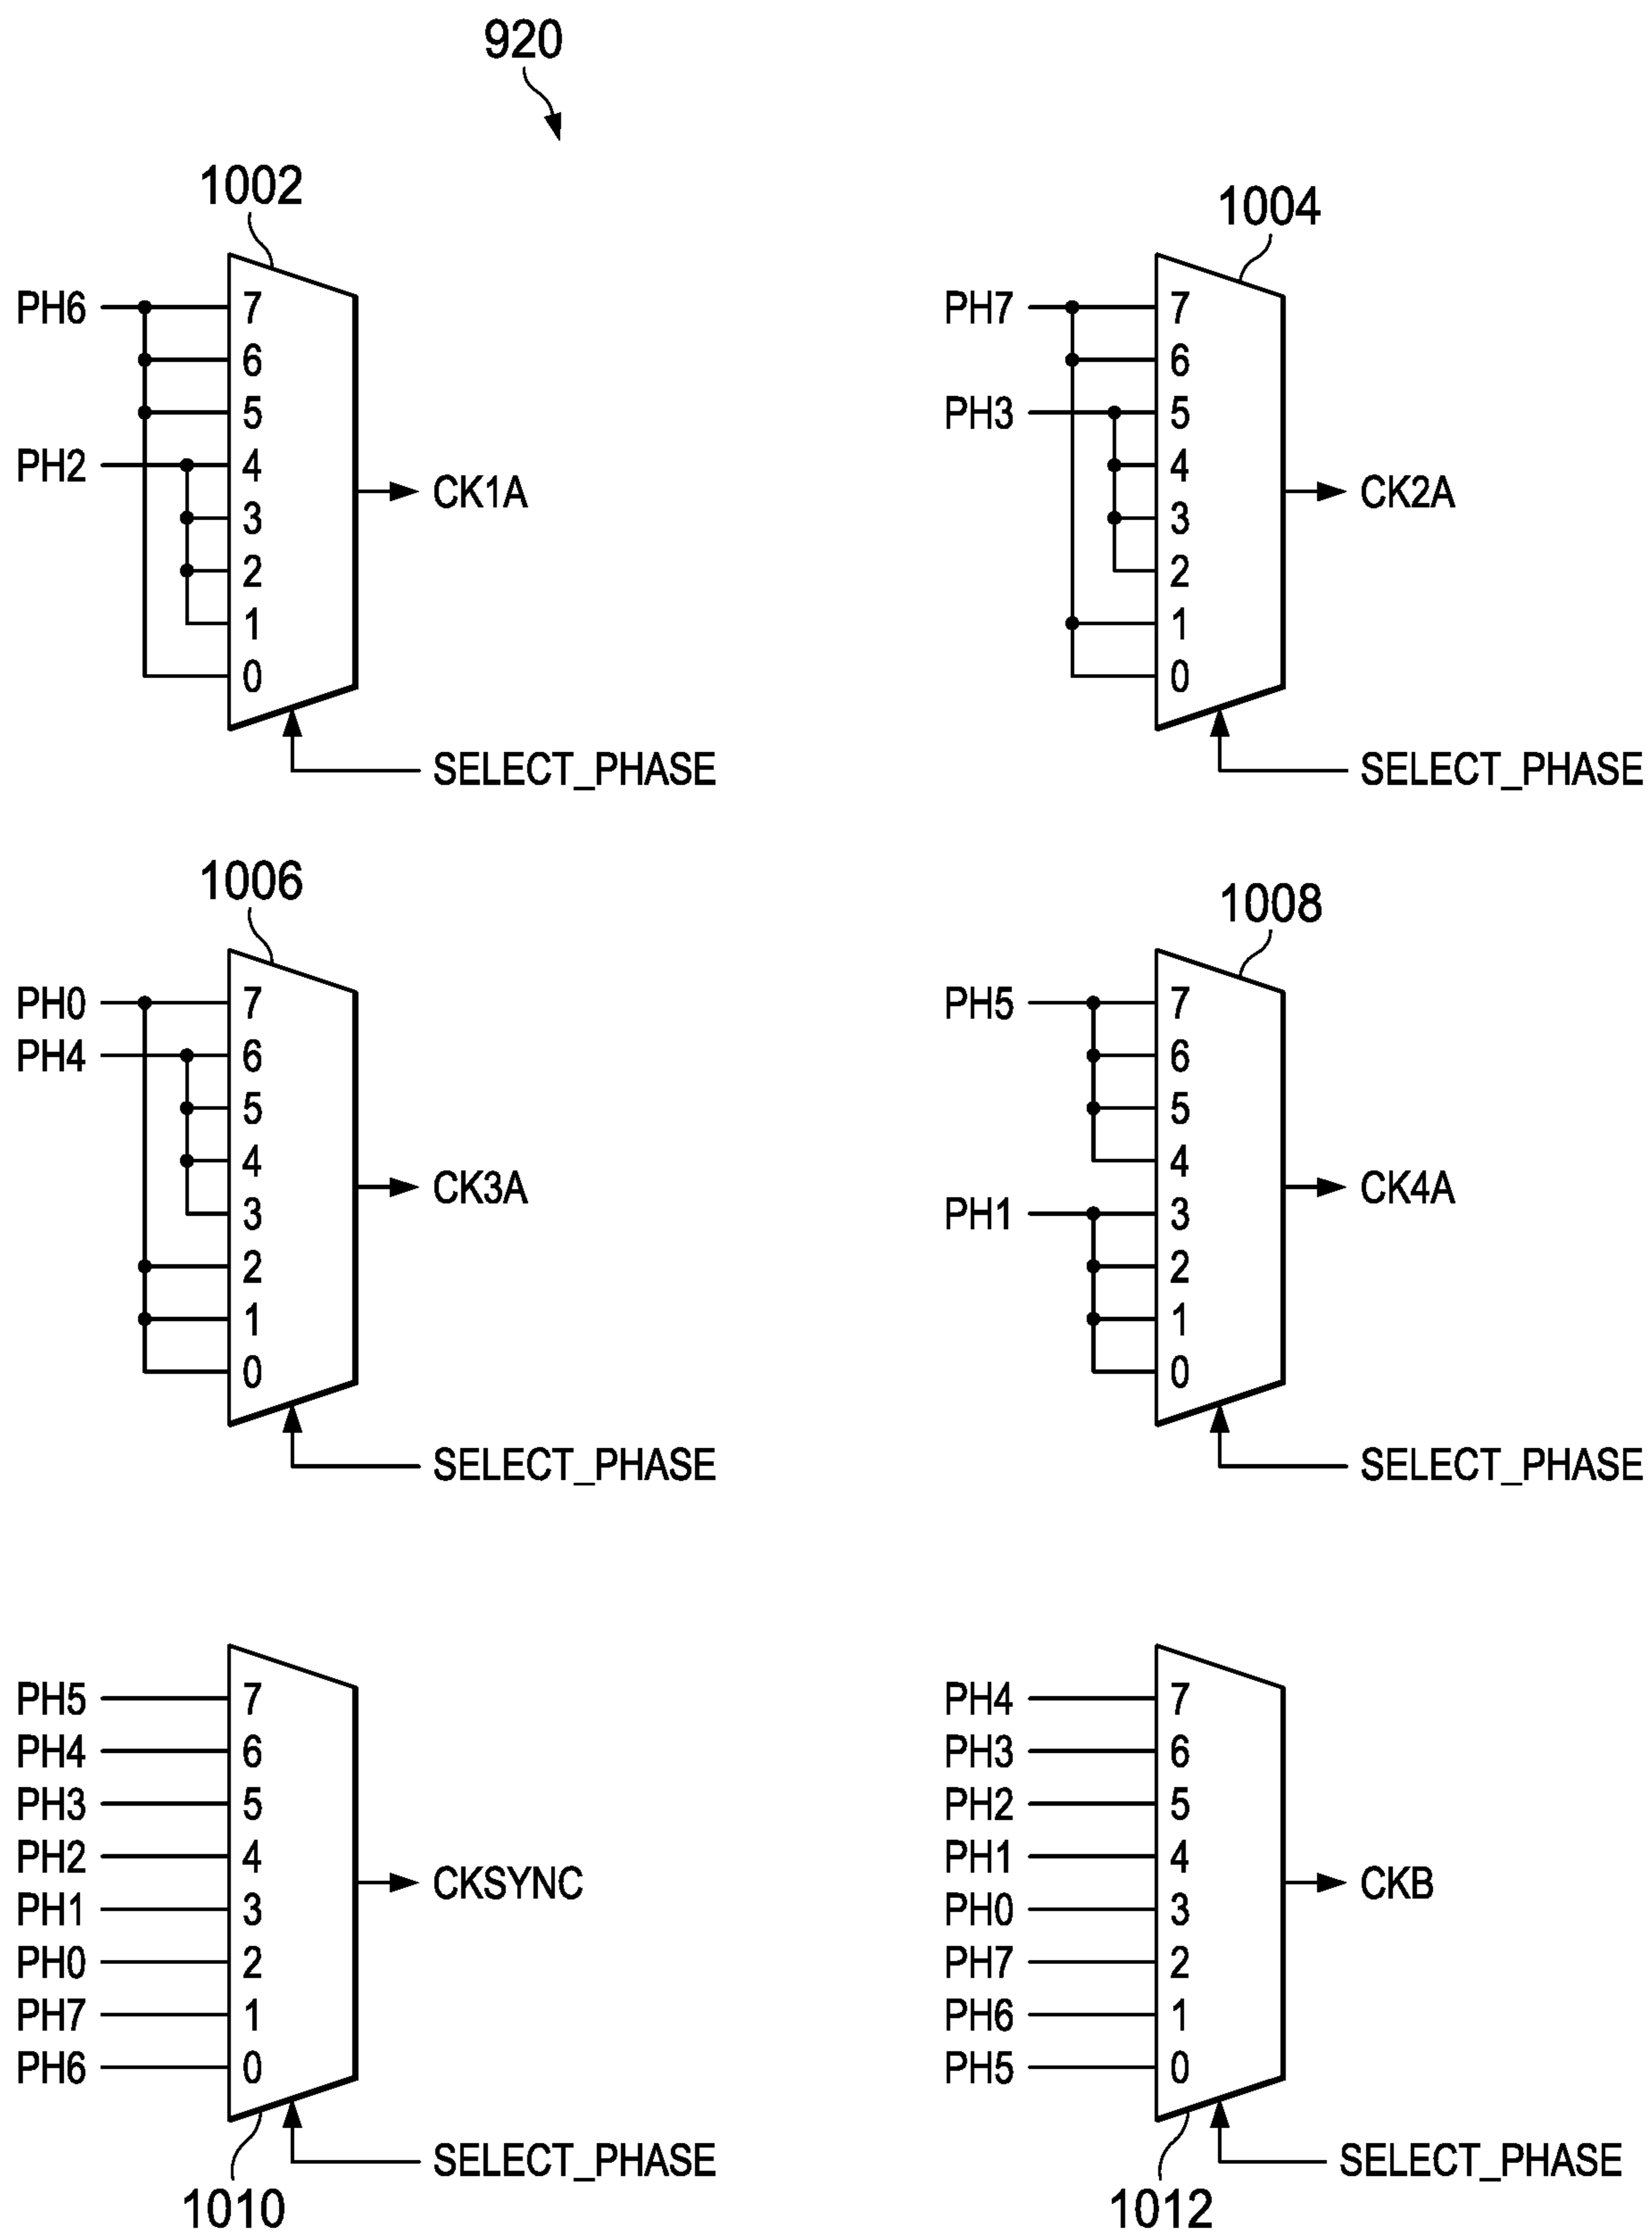 920
1002
PH6
7
6
5
PH2
4
3
2
1
0
CK1A
SELECT_PHASE
1004
PH7
7
6
PH3
5
4
3
2
1
0
CK2A
SELECT_PHASE
1006
PH0
7
PH4
6
5
4
3
2
1
0
CK3A
SELECT_PHASE
1008
PH5
7
6
5
4
PH1
3
2
1
0
CK4A
SELECT_PHASE
PH5 7
PH4 6
PH3 5
PH2 4
PH1 3
PH0 2
PH7 1
PH6 0
CKSYNC
SELECT_PHASE
1010
PH4 7
PH3 6
PH2 5
PH1 4
PH0 3
PH7 2
PH6 1
PH5 0
CKB
SELECT_PHASE
1012